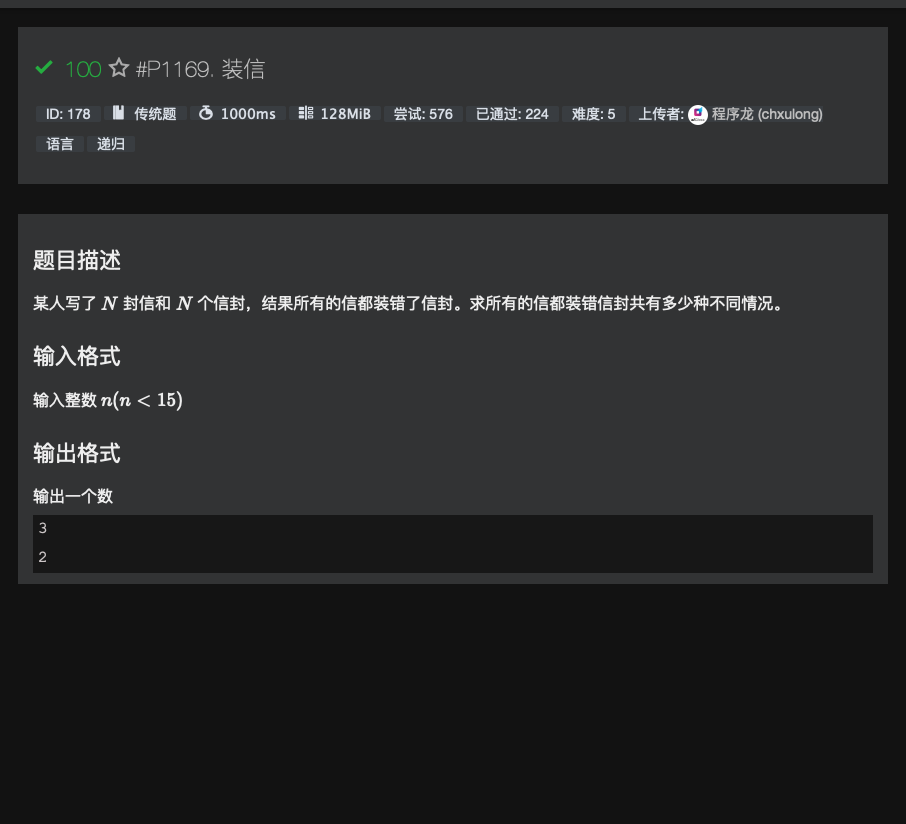 100 #P1169. 装信
ID: 178 传统题 1000ms 128MiB 尝试: 576 已通过: 224 难度: 5 上传者: 程序龙 (chxulong)
语言 递归
题目描述
某人写了 N 封信和 N 个信封，结果所有的信都装错了信封。求所有的信都装错信封共有多少种不同情况。
输入格式
输入整数 n(n < 15)
输出格式
输出一个数
3
2